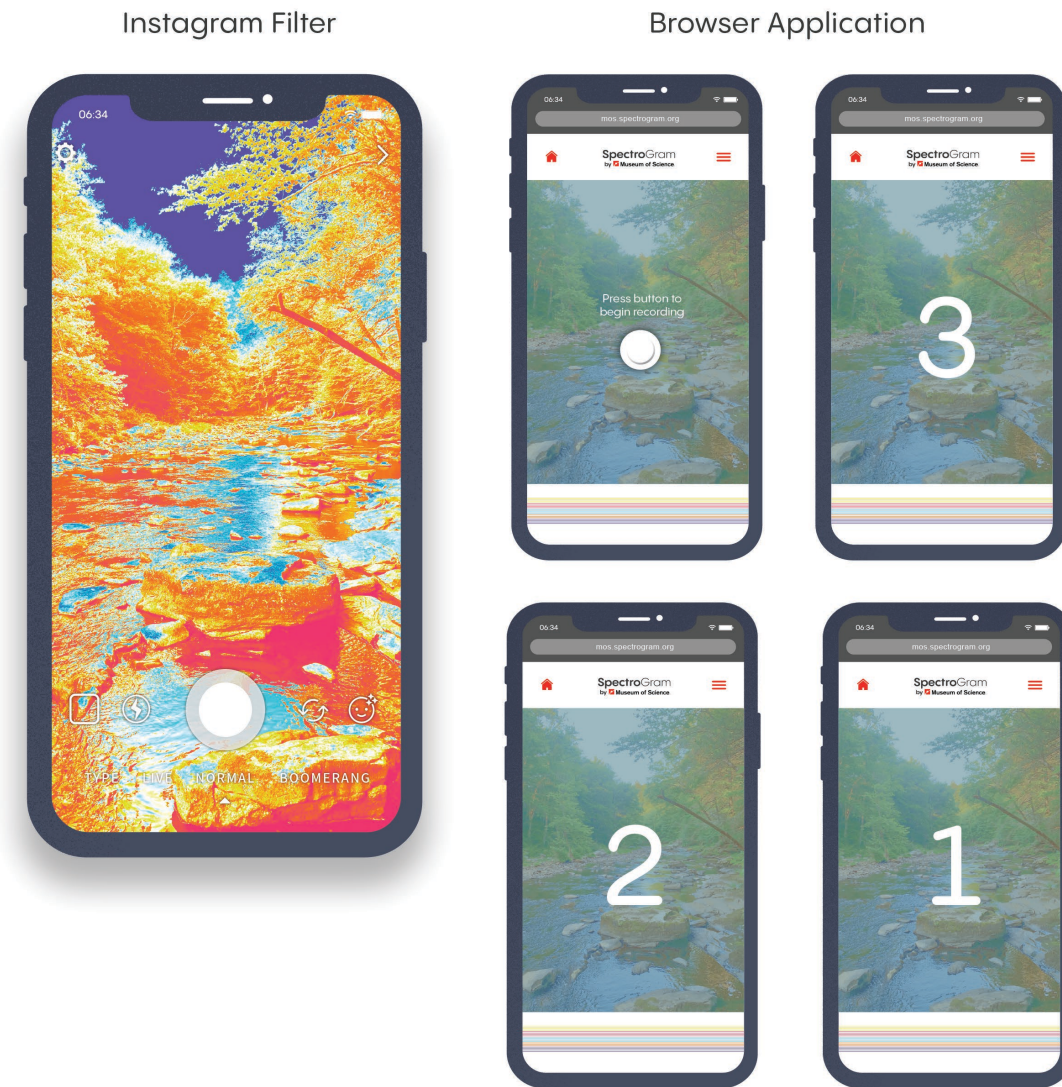 Instagram Filter
Browser Application
06:34
TYPE LIVE NORMAL BOOMERANG
06:34
mos.spectrogram.org
SpectroGram
by Museum of Science
Press button to
begin recording
06:34
mos.spectrogram.org
SpectroGram
by Museum of Science
3
06:34
mos.spectrogram.org
SpectroGram
by Museum of Science
2
06:34
mos.spectrogram.org
SpectroGram
by Museum of Science
1